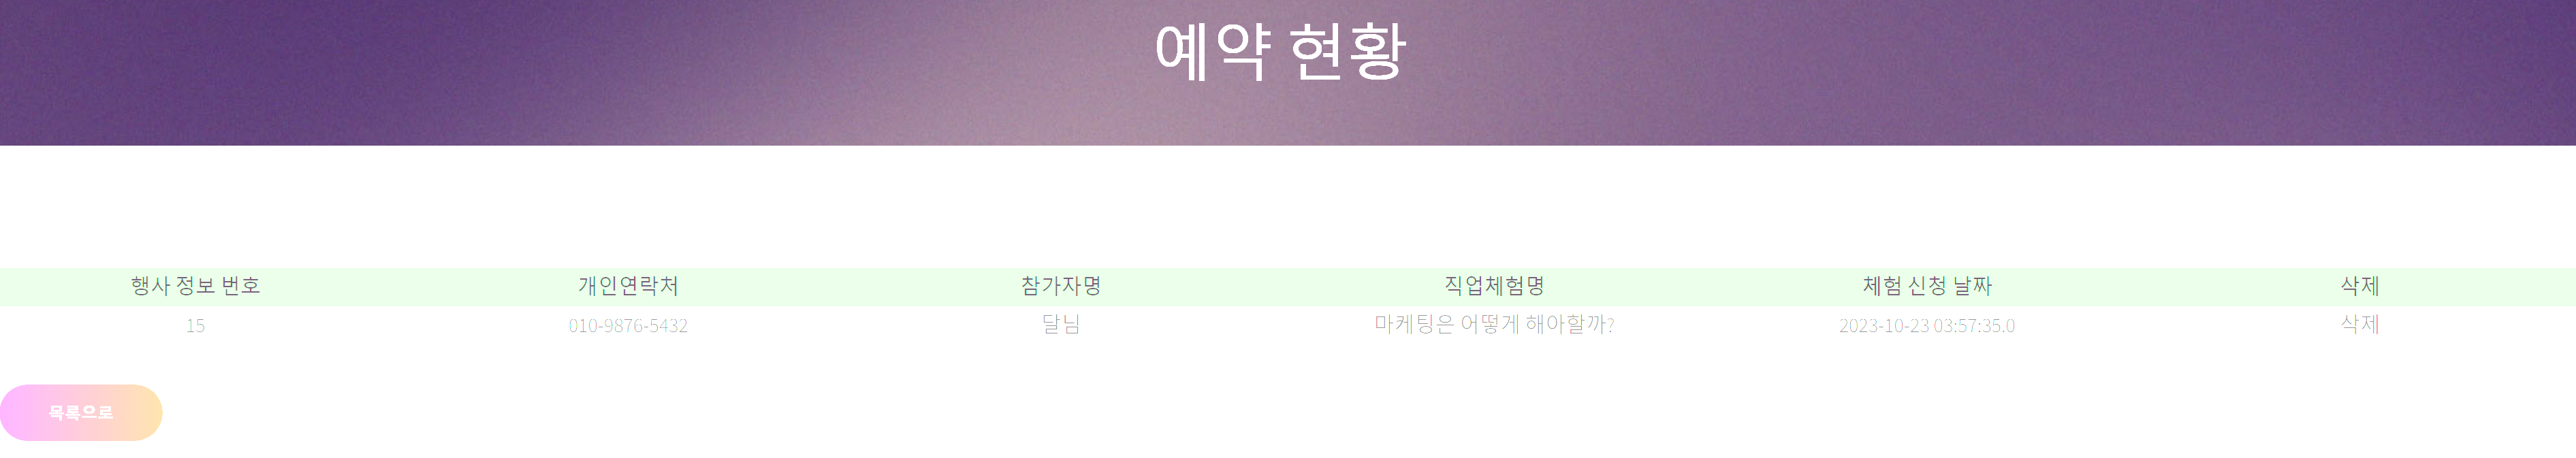 예약 현황
행사 정보 번호 개인연락처 참가자명 직업체험명 체험 신청 날짜 삭제
15 010-9876-5432 달님 마케팅은 어떻게 해아할까? 2023-10-23 03:57:35.0 삭제
목록으로